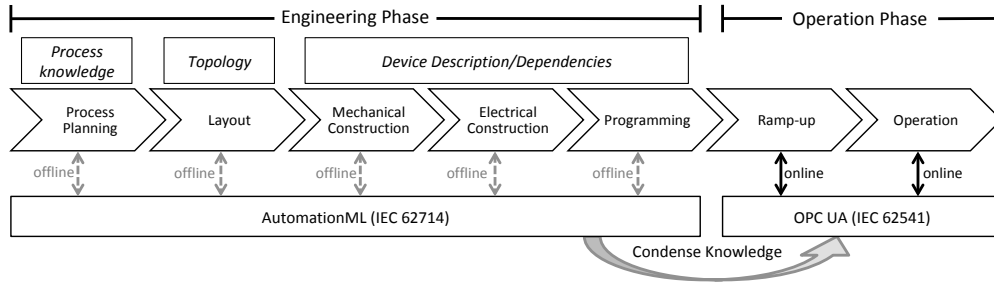 Engineering Phase
Operation Phase
Process
knowledge
Topology
Device Description/Dependencies
Process
Planning
Layout
Mechanical
Construction
Electrical
Construction
Programming
Ramp-up
Operation
offline
offline
offline
offline
offline
online
online
AutomationML (IEC 62714)
OPC UA (IEC 62541)
Condense Knowledge